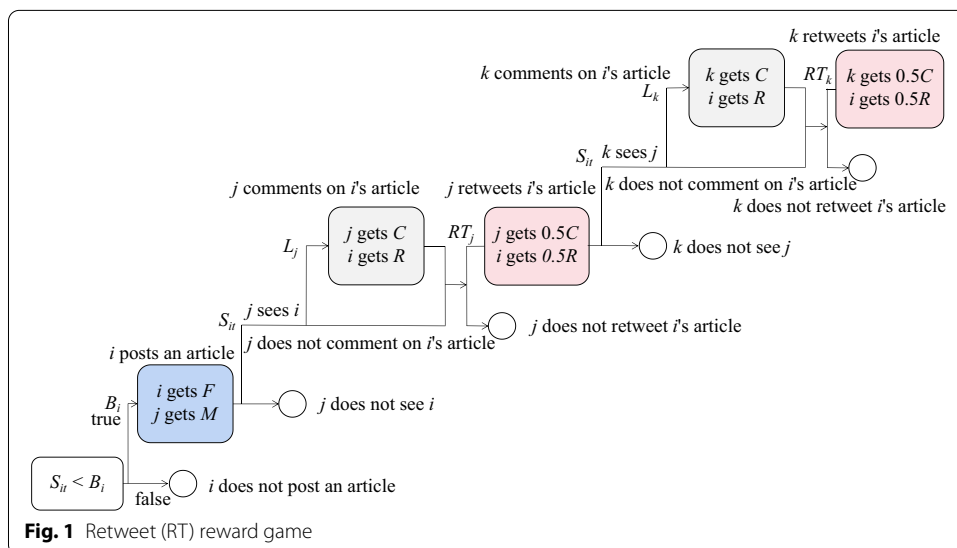 k retweets i's article
k comments on i's article
k gets C
i gets R
RT_k
k gets 0.5C
i gets 0.5R
L_k
S_it
k sees j
j comments on i's article
j retweets i's article
k does not comment on i's article
k does not retweet i's article
j gets C
i gets R
RT_j
j gets 0.5C
i gets 0.5R
L_j
k does not see j
S_it
j sees i
j does not retweet i's article
j does not comment on i's article
i posts an article
i gets F
j gets M
B_i
true
j does not see i
S_it < B_i
false
i does not post an article
Fig. 1 Retweet (RT) reward game